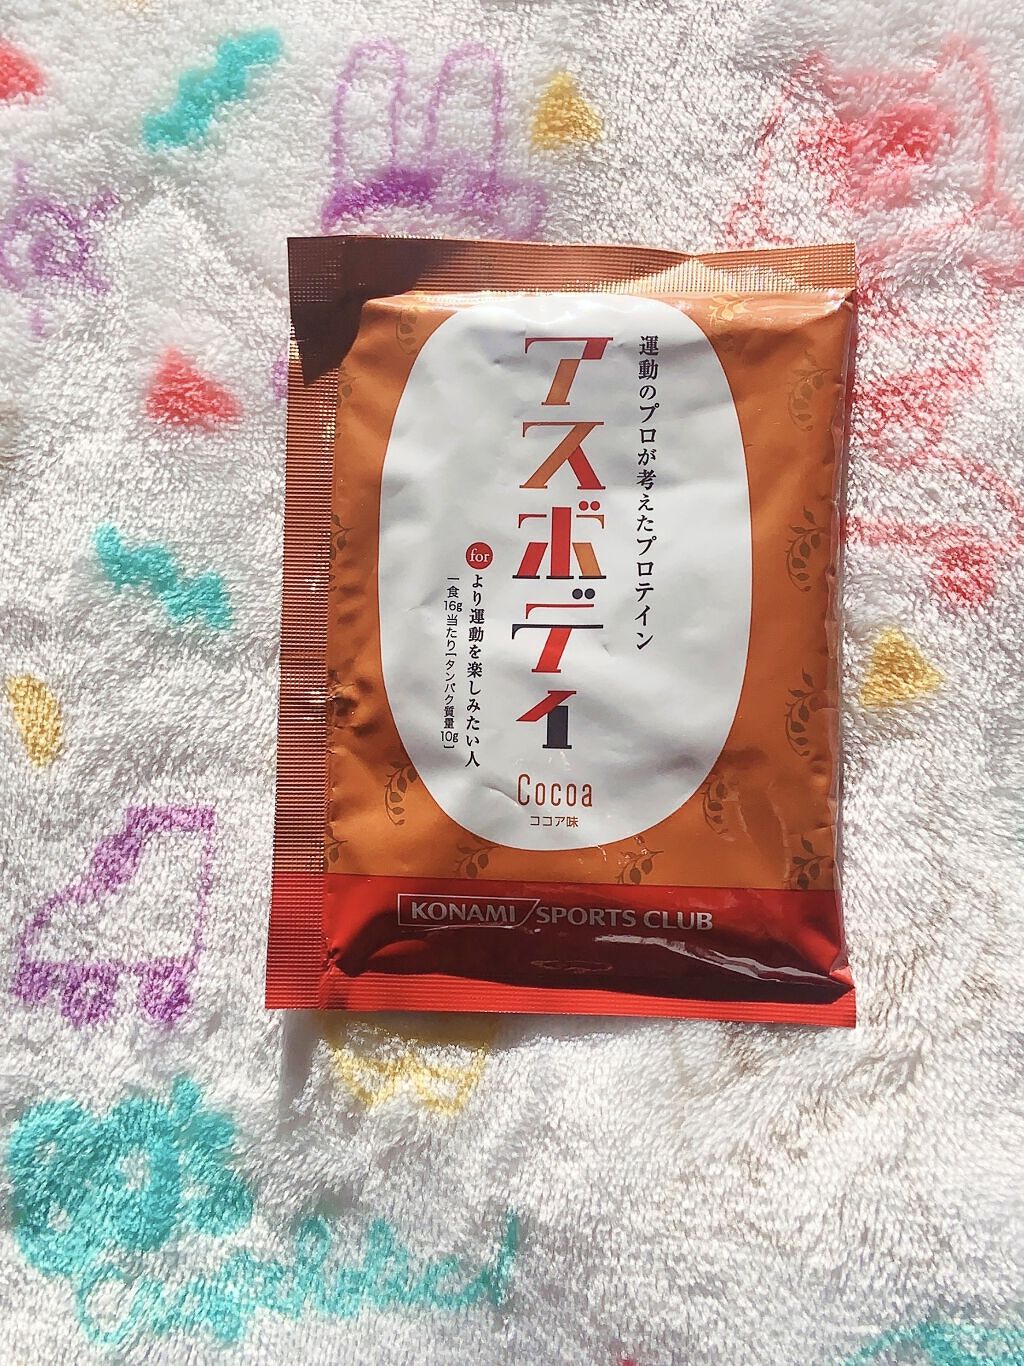 運動のプロが考えたプロテイン
アスボディ
for
より運動を楽しみたい人
一食16g当たり[タンパク質量10g]
Cocoa
ココア味
KONAMI SPORTS CLUB